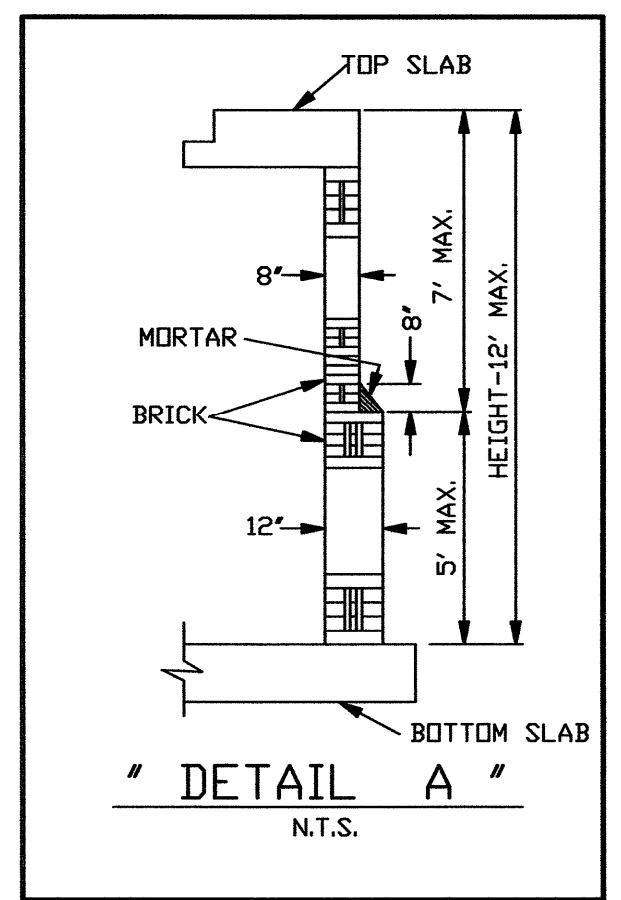 TOP SLAB
8"
7' MAX.
8"
HEIGHT-12' MAX.
MORTAR
BRICK
12"
5' MAX.
BOTTOM SLAB
" DETAIL A "
N.T.S.